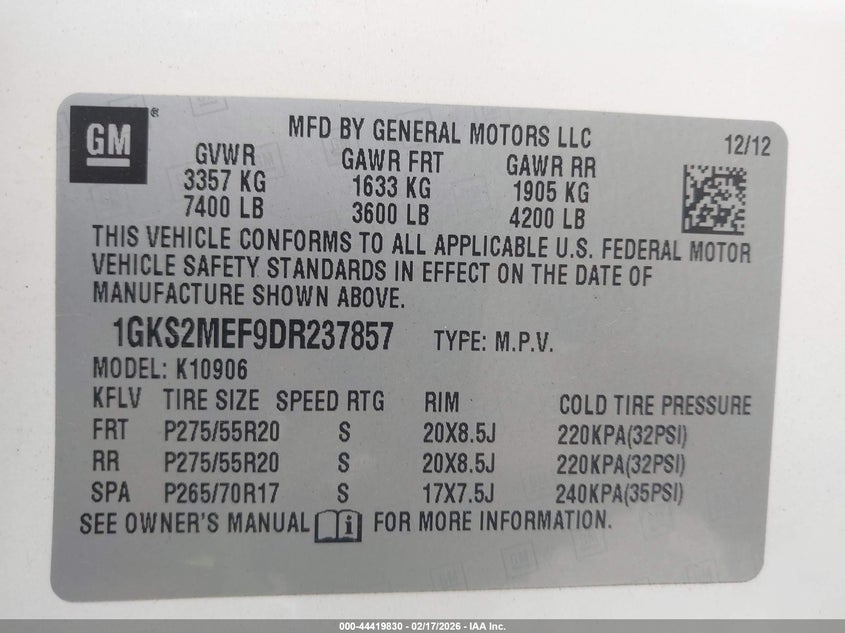 GM ®
MFD BY GENERAL MOTORS LLC 12/12
GVWR GAWR FRT GAWR RR
3357 KG 1633 KG 1905 KG
7400 LB 3600 LB 4200 LB
THIS VEHICLE CONFORMS TO ALL APPLICABLE U.S. FEDERAL MOTOR
VEHICLE SAFETY STANDARDS IN EFFECT ON THE DATE OF
MANUFACTURE SHOWN ABOVE.
1GKS2MEF9DR237857 TYPE: M.P.V.
MODEL: K10906
KFLV TIRE SIZE SPEED RTG RIM COLD TIRE PRESSURE
FRT P275/55R20 S 20X8.5J 220KPA(32PSI)
RR P275/55R20 S 20X8.5J 220KPA(32PSI)
SPA P265/70R17 S 17X7.5J 240KPA(35PSI)
SEE OWNER'S MANUAL i FOR MORE INFORMATION.
000-44419830 - 02/17/2026 - IAA Inc.